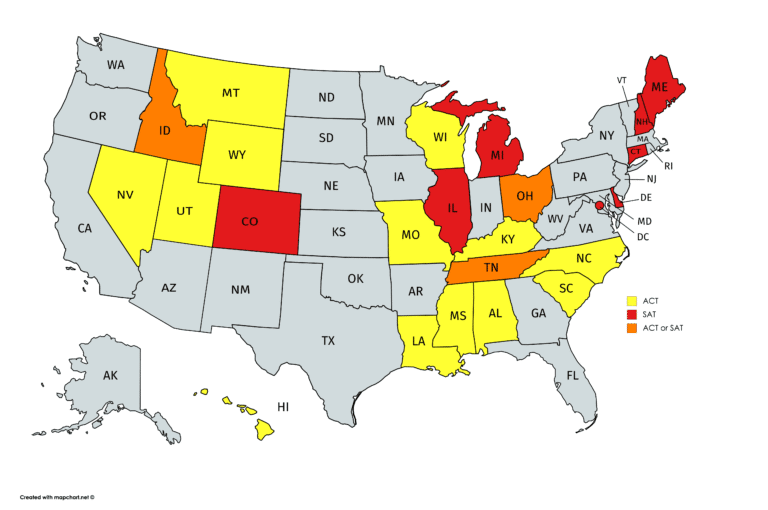 WA
MT
ND
MN
VT
ME
OR
ID
SD
WI
NH
NY
MA
CT
MI
WY
RI
IA
PA
NJ
NE
NV
UT
CO
IL
IN
OH
DE
MD
WV
VA
DC
CA
KS
MO
KY
NC
TN
AZ
NM
OK
AR
SC
MS
AL
GA
TX
LA
AK
FL
HI
ACT
SAT
ACT or SAT
Created with mapchart.net ©